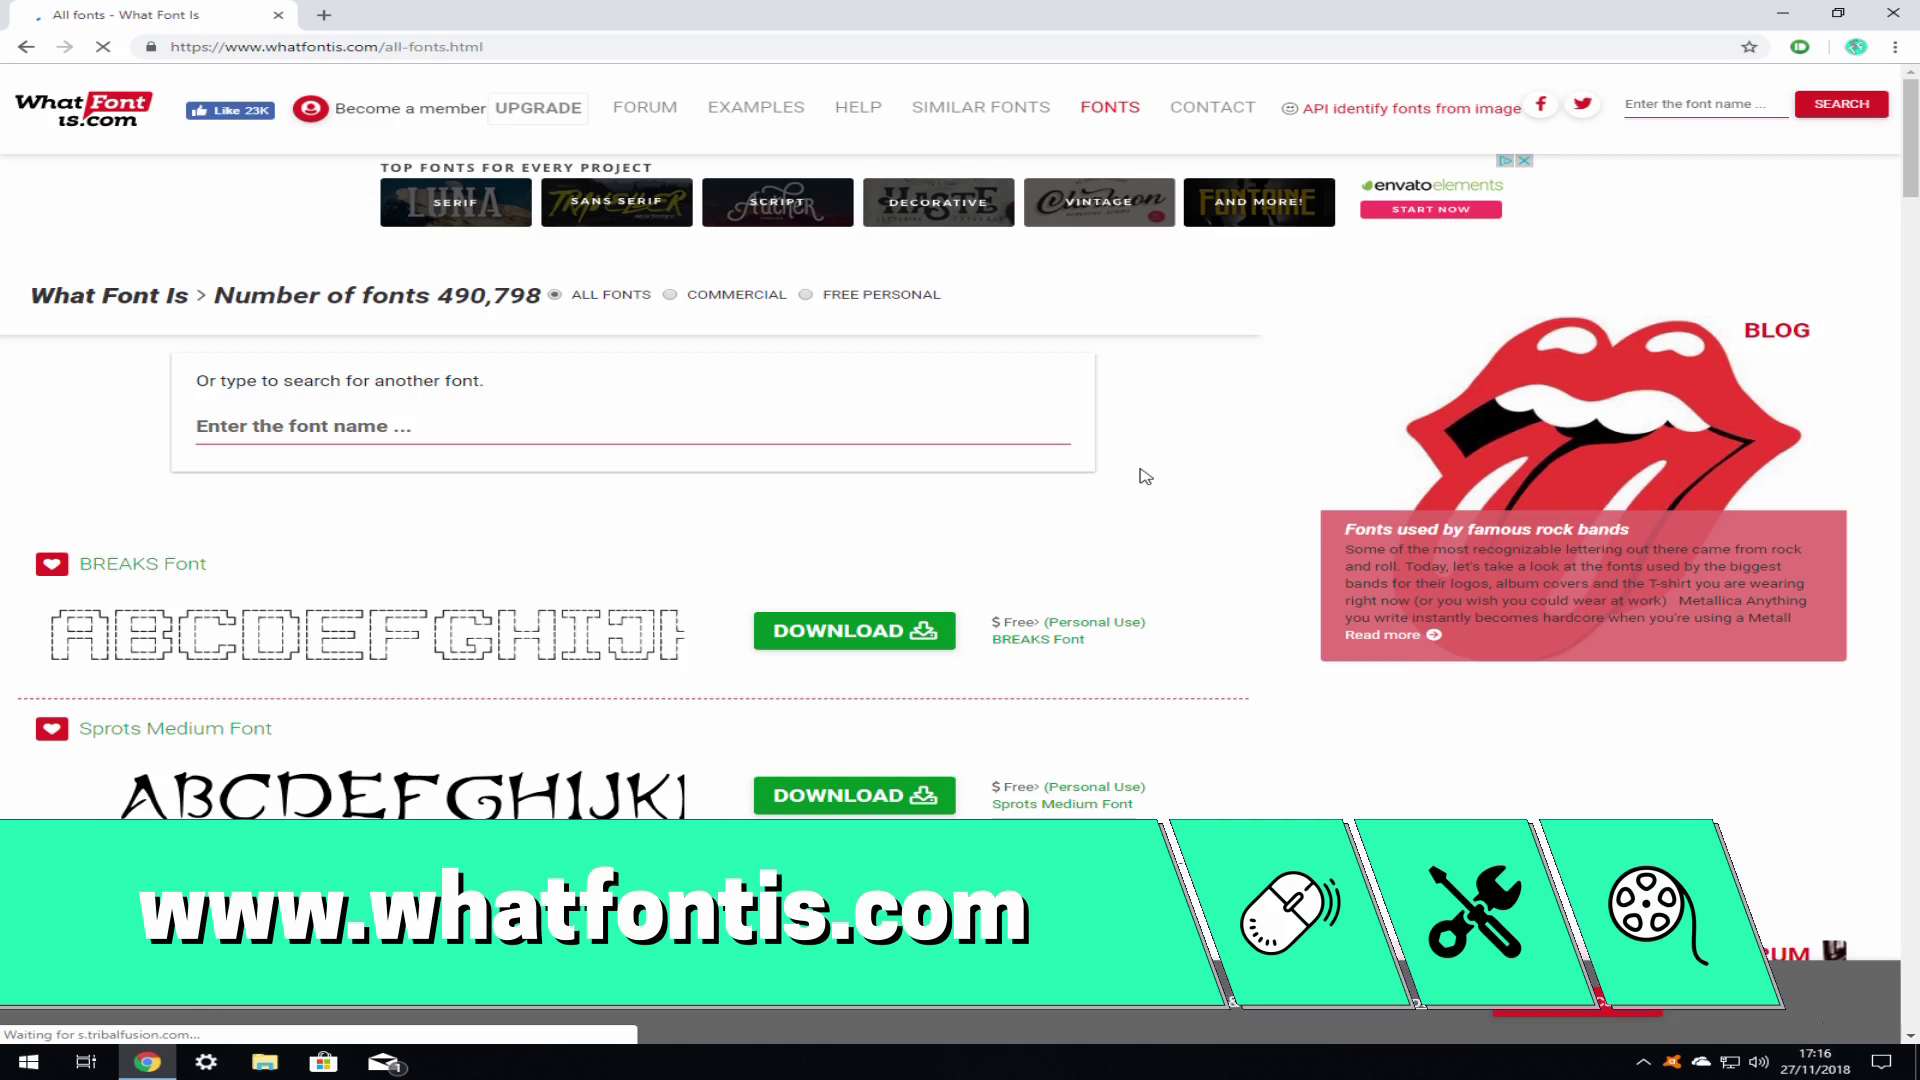 All fonts - What Font Is
https://www.whatfontis.com/all-fonts.html
What Font
is.com
Like 23K
Become a member
UPGRADE
FORUM
EXAMPLES
HELP
SIMILAR FONTS
FONTS
CONTACT
API identify fonts from image
Enter the font name ...
SEARCH
TOP FONTS FOR EVERY PROJECT
LUNA
SERIF
SANS SERIF
SCRIPT
HASTE
DECORATIVE
VINTAGE
FONTAINE
AND MORE!
envatoelements
START NOW
What Font Is > Number of fonts 490,798
ALL FONTS
COMMERCIAL
FREE PERSONAL
BLOG
Or type to search for another font.
Enter the font name ...
Fonts used by famous rock bands
Some of the most recognizable lettering out there came from rock
and roll. Today, let's take a look at the fonts used by the biggest
bands for their logos, album covers and the T-shirt you are wearing
right now (or you wish you could wear at work) Metallica Anything
you write instantly becomes hardcore when you're using a Metall
Read more
BREAKS Font
ABCDEFGHIJ
DOWNLOAD
$ Free> (Personal Use)
BREAKS Font
Sprots Medium Font
ABCDEFGHIJKl
DOWNLOAD
$ Free> (Personal Use)
Sprots Medium Font
www.whatfontis.com
RUM
Waiting for s.tribalfusion.com...
1
17:16
27/11/2018